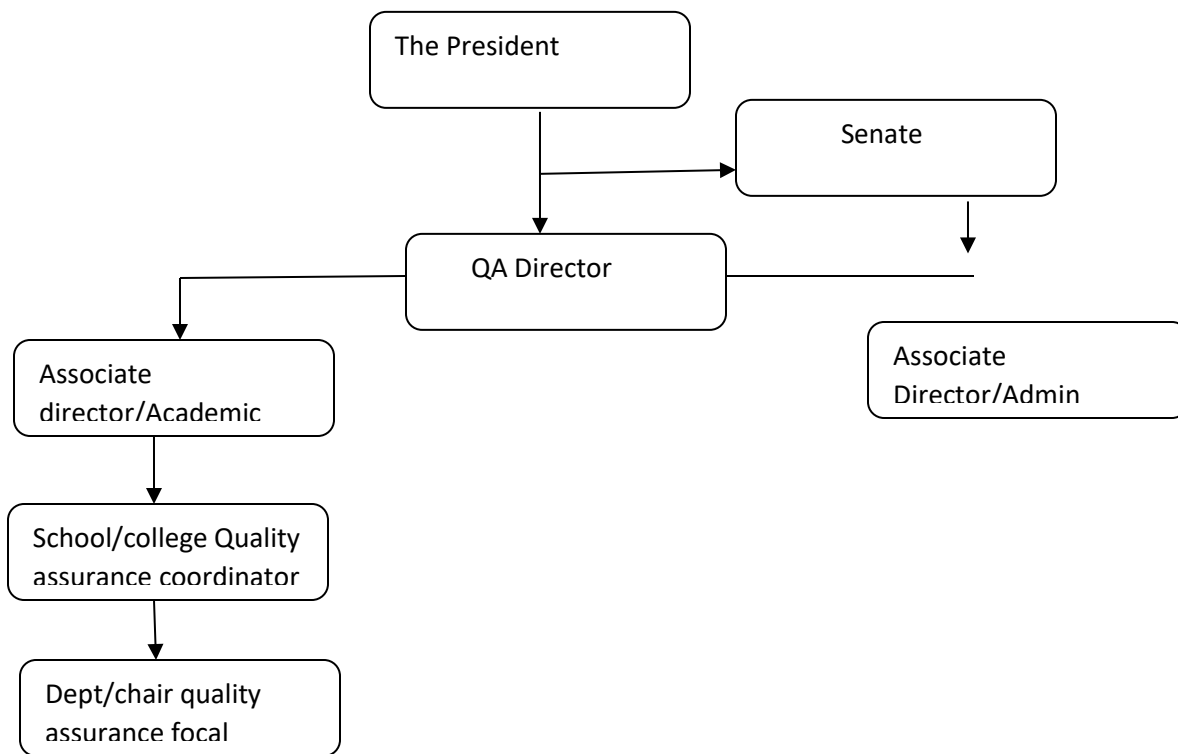 The President
Senate
QA Director
Associate
director/Academic
Associate
Director/Admin
School/college Quality
assurance coordinator
Dept/chair quality
assurance focal